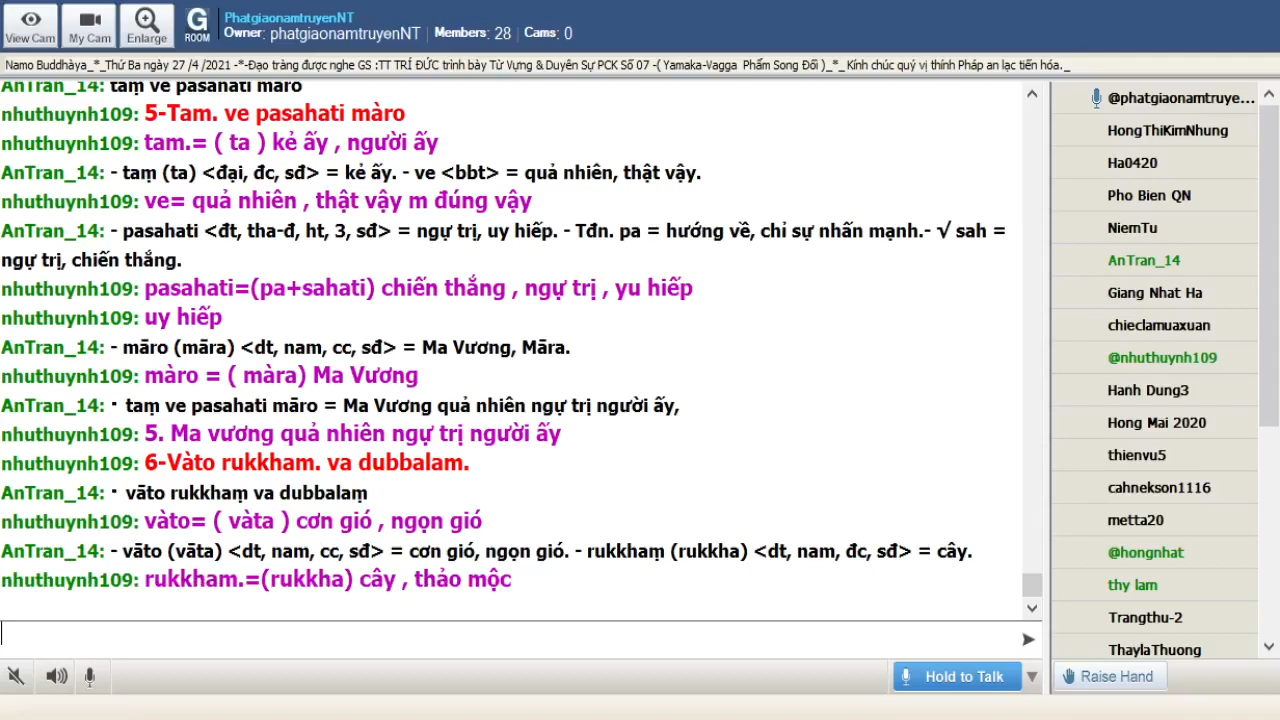 PhatgiaonamtruyenNT
Owner: phatgiaonamtruyenNT | Members: 28 | Cams: 0
View Cam
My Cam
Enlarge
G
ROOM
Namo Buddhàya_*_Thứ Ba ngày 27 /4 /2021 -*-Đạo tràng được nghe GS :TT TRÍ ĐỨC trình bày Từ Vựng & Duyên Sự PCK Số 07 -( Yamaka-Vagga Phẩm Song Đối )_*_ Kính chúc quý vị thính Pháp an lạc tiến hóa._
AnTran_14: taṃ ve pasahati māro
nhuthuynh109: 5-Tam. ve pasahati màro
nhuthuynh109: tam.= ( ta ) kẻ ấy , người ấy
AnTran_14: - taṃ (ta) <đại, đc, sđ> = kẻ ấy. - ve <bbt> = quả nhiên, thật vậy.
nhuthuynh109: ve= quả nhiên , thật vậy m đúng vậy
AnTran_14: - pasahati <đt, tha-đ, ht, 3, sđ> = ngự trị, uy hiếp. - Tđn. pa = hướng về, chỉ sự nhấn mạnh.- √ sah =
ngự trị, chiến thắng.
nhuthuynh109: pasahati=(pa+sahati) chiến thắng , ngự trị , yu hiếp
nhuthuynh109: uy hiếp
AnTran_14: - māro (māra) <dt, nam, cc, sđ> = Ma Vương, Māra.
nhuthuynh109: màro = ( màra) Ma Vương
AnTran_14: · taṃ ve pasahati māro = Ma Vương quả nhiên ngự trị người ấy,
nhuthuynh109: 5. Ma vương quả nhiên ngự trị người ấy
nhuthuynh109: 6-Vàto rukkham. va dubbalam.
AnTran_14: · vāto rukkhaṃ va dubbalaṃ
nhuthuynh109: vàto= ( vàta ) cơn gió , ngọn gió
AnTran_14: - vāto (vāta) <dt, nam, cc, sđ> = cơn gió, ngọn gió. - rukkhaṃ (rukkha) <dt, nam, đc, sđ> = cây.
nhuthuynh109: rukkham.=(rukkha) cây , thảo mộc
@phatgiaonamtruye...
HongThiKimNhung
Ha0420
Pho Bien QN
NiemTu
AnTran_14
Giang Nhat Ha
chieclamuaxuan
@nhuthuynh109
Hanh Dung3
Hong Mai 2020
thienvu5
cahnekson1116
metta20
@hongnhat
thy lam
Trangthu-2
ThaylaThuong
Hold to Talk
Raise Hand